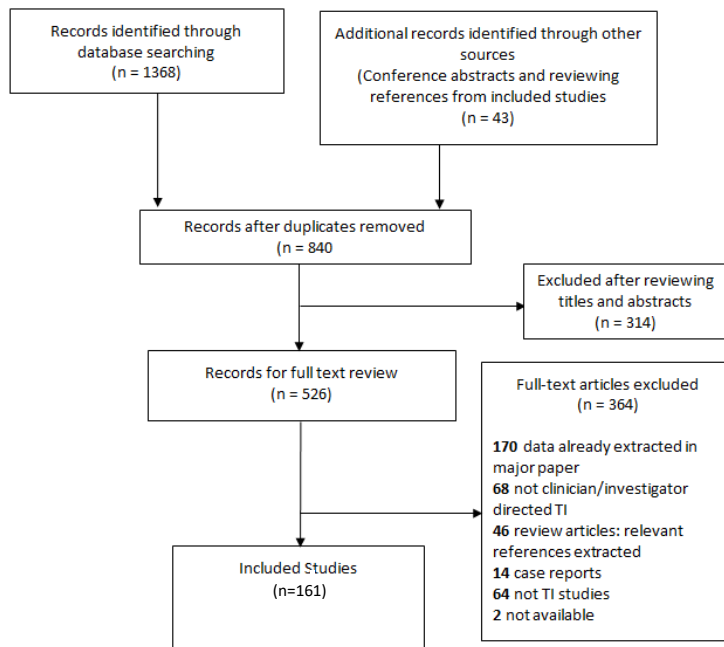 Records identified through
database searching
(n = 1368)
Additional records identified through other
sources
(Conference abstracts and reviewing
references from included studies
(n = 43)
Records after duplicates removed
(n = 840
Excluded after reviewing
titles and abstracts
(n = 314)
Records for full text review
(n = 526)
Full-text articles excluded
(n = 364)
170 data already extracted in
major paper
68 not clinician/investigator
directed TI
46 review articles: relevant
references extracted
14 case reports
64 not TI studies
2 not available
Included Studies
(n=161)